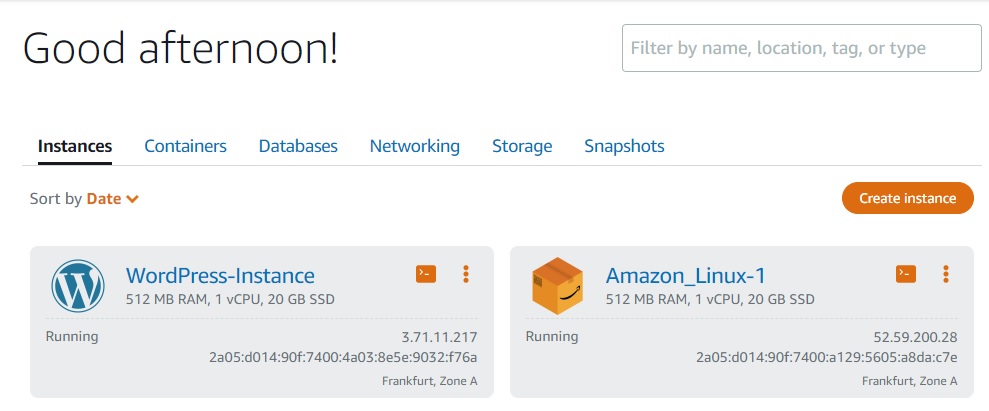 Good afternoon!
Filter by name, location, tag, or type
Instances Containers Databases Networking Storage Snapshots
Sort by Date
Create instance
WordPress-Instance
512 MB RAM, 1 vCPU, 20 GB SSD
Running
3.71.11.217
2a05:d014:90f:7400:4a03:8e5e:9032:f76a
Frankfurt, Zone A
Amazon_Linux-1
512 MB RAM, 1 vCPU, 20 GB SSD
Running
52.59.200.28
2a05:d014:90f:7400:a129:5605:a8da:c7e
Frankfurt, Zone A